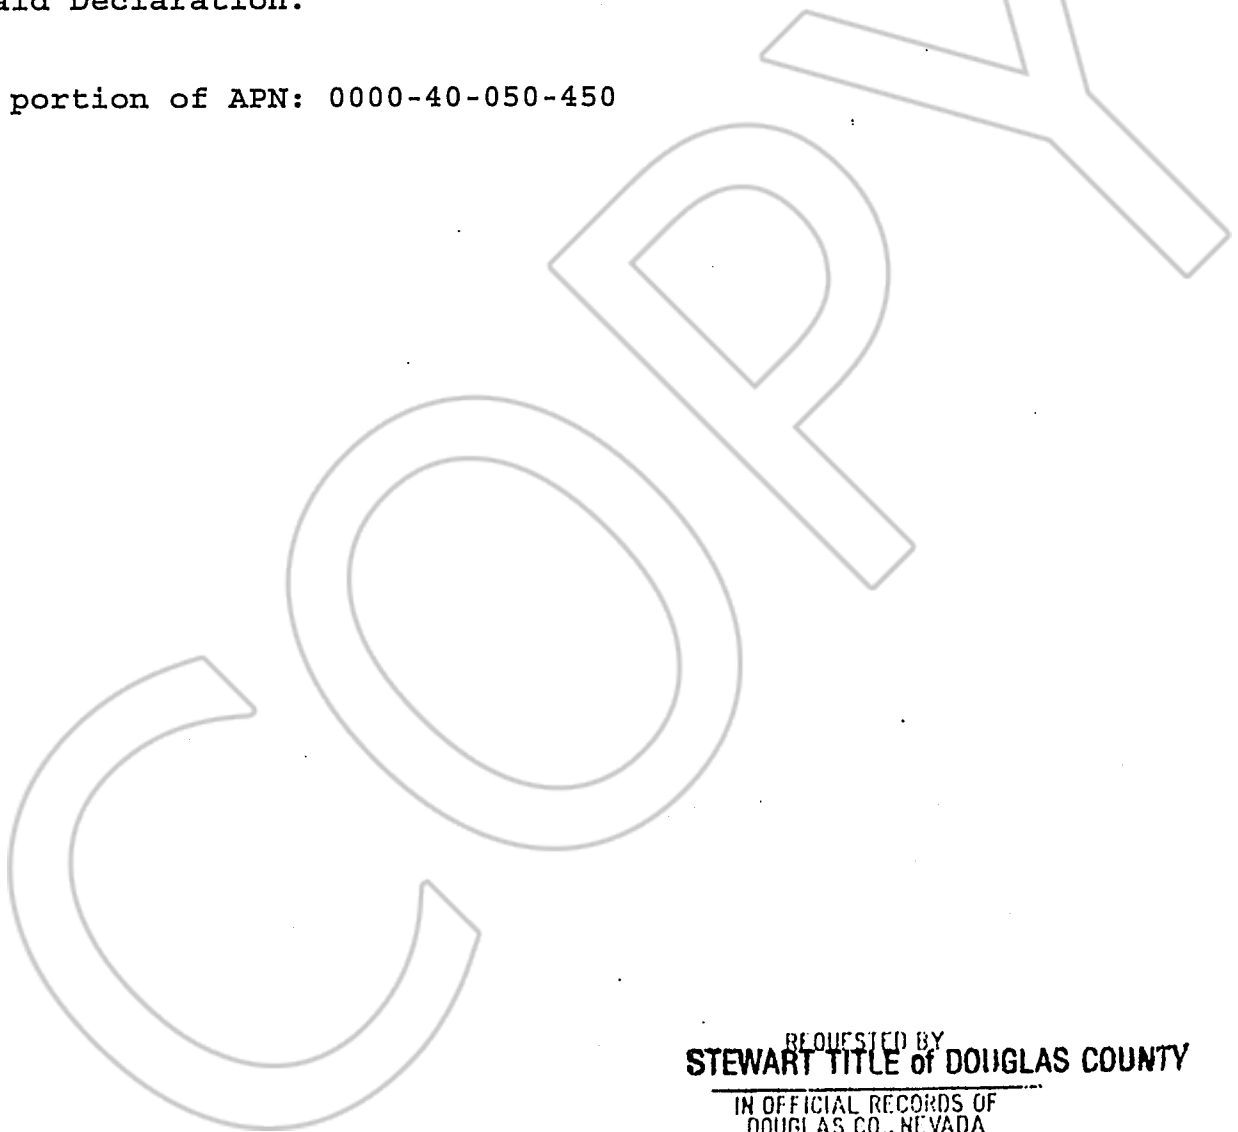 aid Declaration.
portion of APN: 0000-40-050-450
COPY
REQUESTED BY
STEWART TITLE of DOUGLAS COUNTY
IN OFFICIAL RECORDS OF
DOUGLAS CO., NEVADA